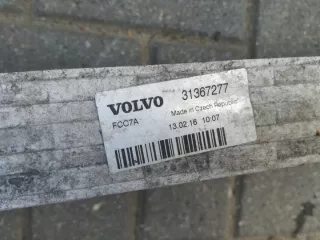 VOLVO 31367277
Made in Czech Republic
FCC7A 13.02.16 10:07